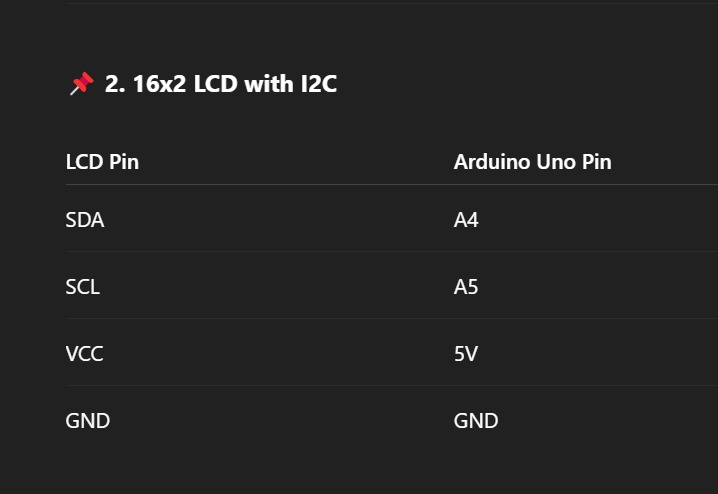 📌 2. 16x2 LCD with I2C
LCD Pin Arduino Uno Pin
SDA A4
SCL A5
VCC 5V
GND GND